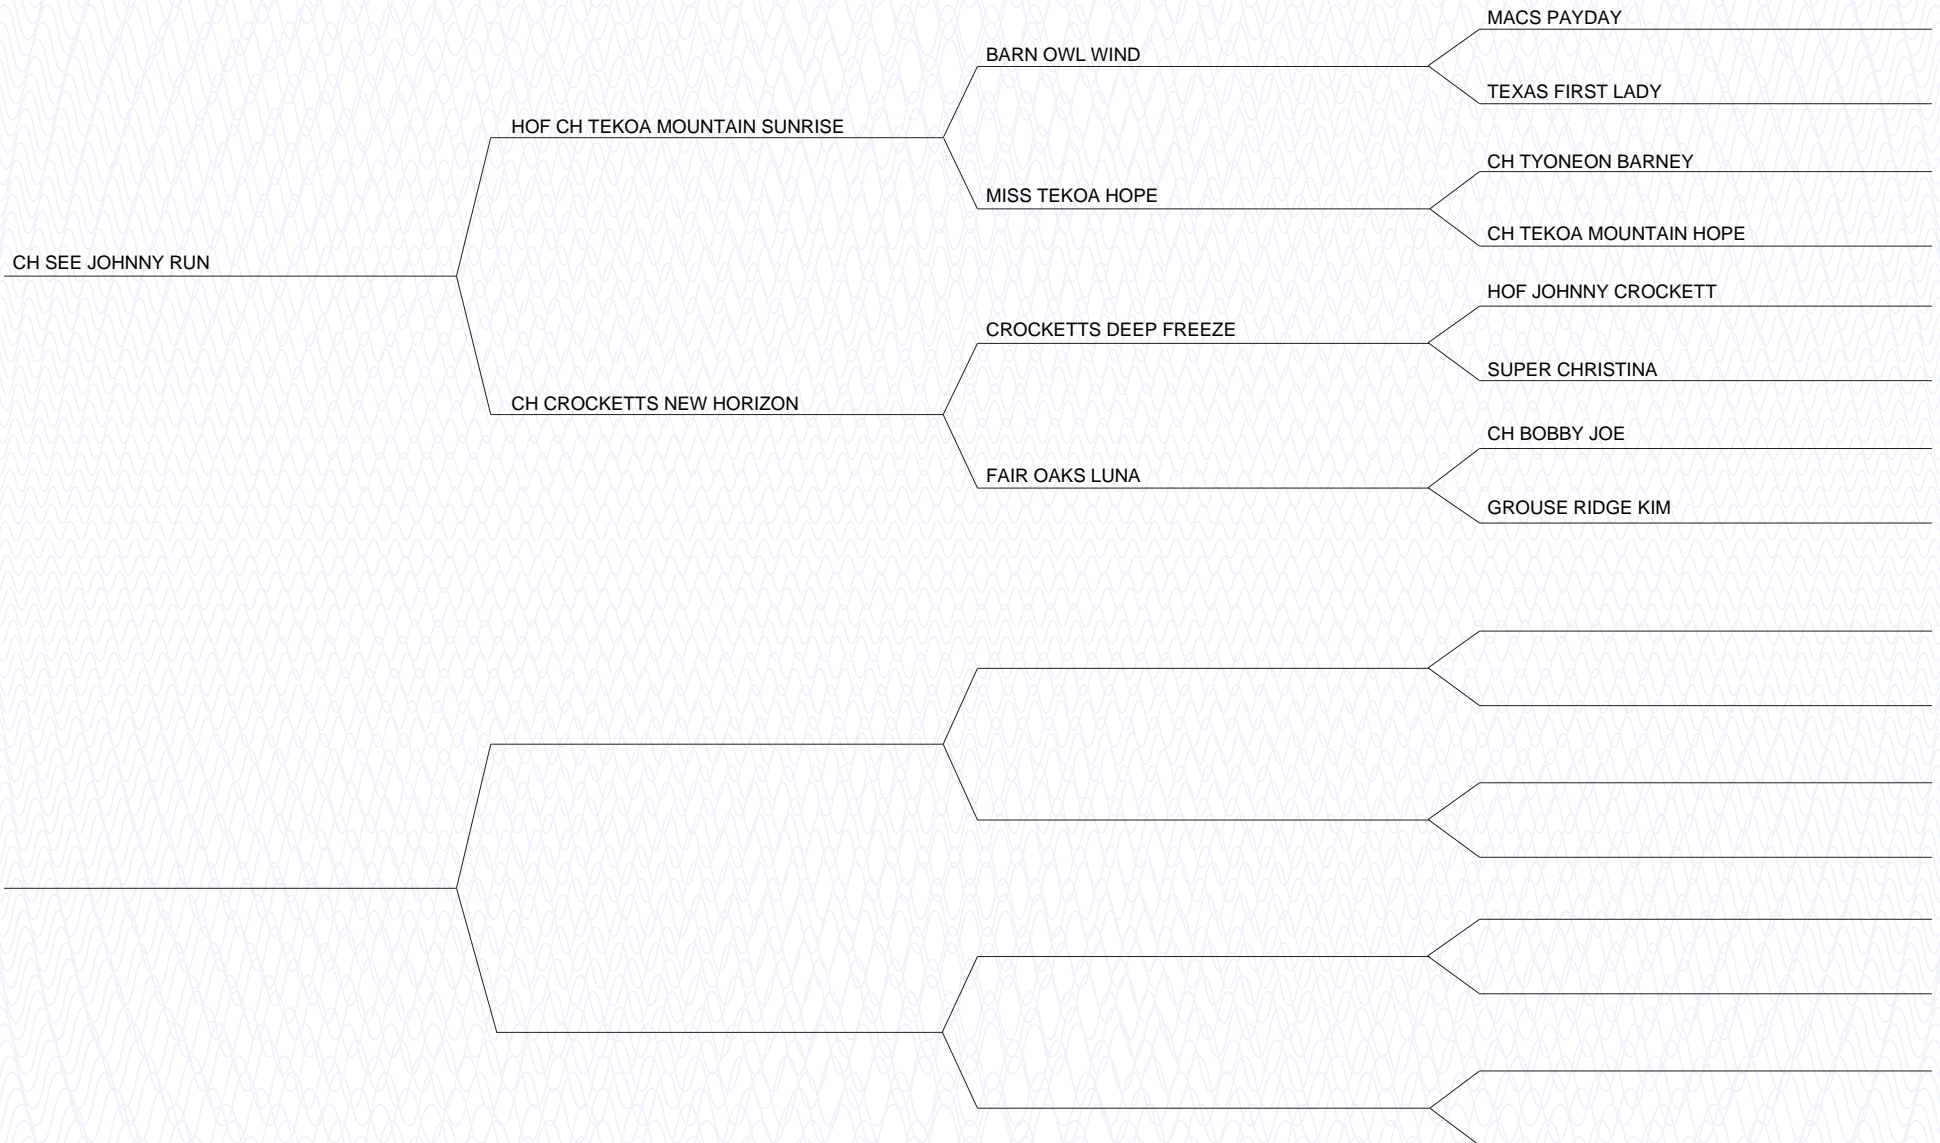 MACS PAYDAY
BARN OWL WIND
TEXAS FIRST LADY
HOF CH TEKOA MOUNTAIN SUNRISE
CH TYONEON BARNEY
MISS TEKOA HOPE
CH TEKOA MOUNTAIN HOPE
CH SEE JOHNNY RUN
HOF JOHNNY CROCKETT
CROCKETTS DEEP FREEZE
SUPER CHRISTINA
CH CROCKETTS NEW HORIZON
CH BOBBY JOE
FAIR OAKS LUNA
GROUSE RIDGE KIM